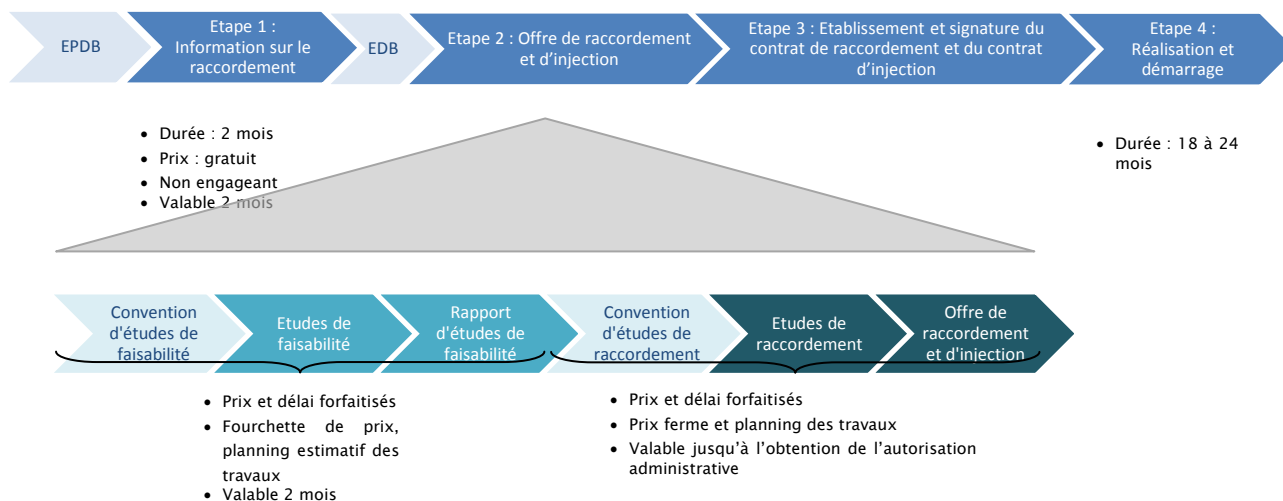 EPDB
Etape 1 :
Information sur le
raccordement
EDB
Etape 2 : Offre de raccordement
et d'injection
Etape 3 : Etablissement et signature du
contrat de raccordement et du contrat
d'injection
Etape 4 :
Réalisation et
démarrage
• Durée : 2 mois
• Prix : gratuit
• Non engageant
• Valable 2 mois
• Durée : 18 à 24
mois
Convention
d'études de
faisabilité
Etudes de
faisabilité
Rapport
d'études de
faisabilité
Convention
d'études de
raccordement
Etudes de
raccordement
Offre de
raccordement
et d'injection
• Prix et délai forfaitisés
• Fourchette de prix,
planning estimatif des
travaux
• Valable 2 mois
• Prix et délai forfaitisés
• Prix ferme et planning des travaux
• Valable jusqu'à l'obtention de l'autorisation
administrative